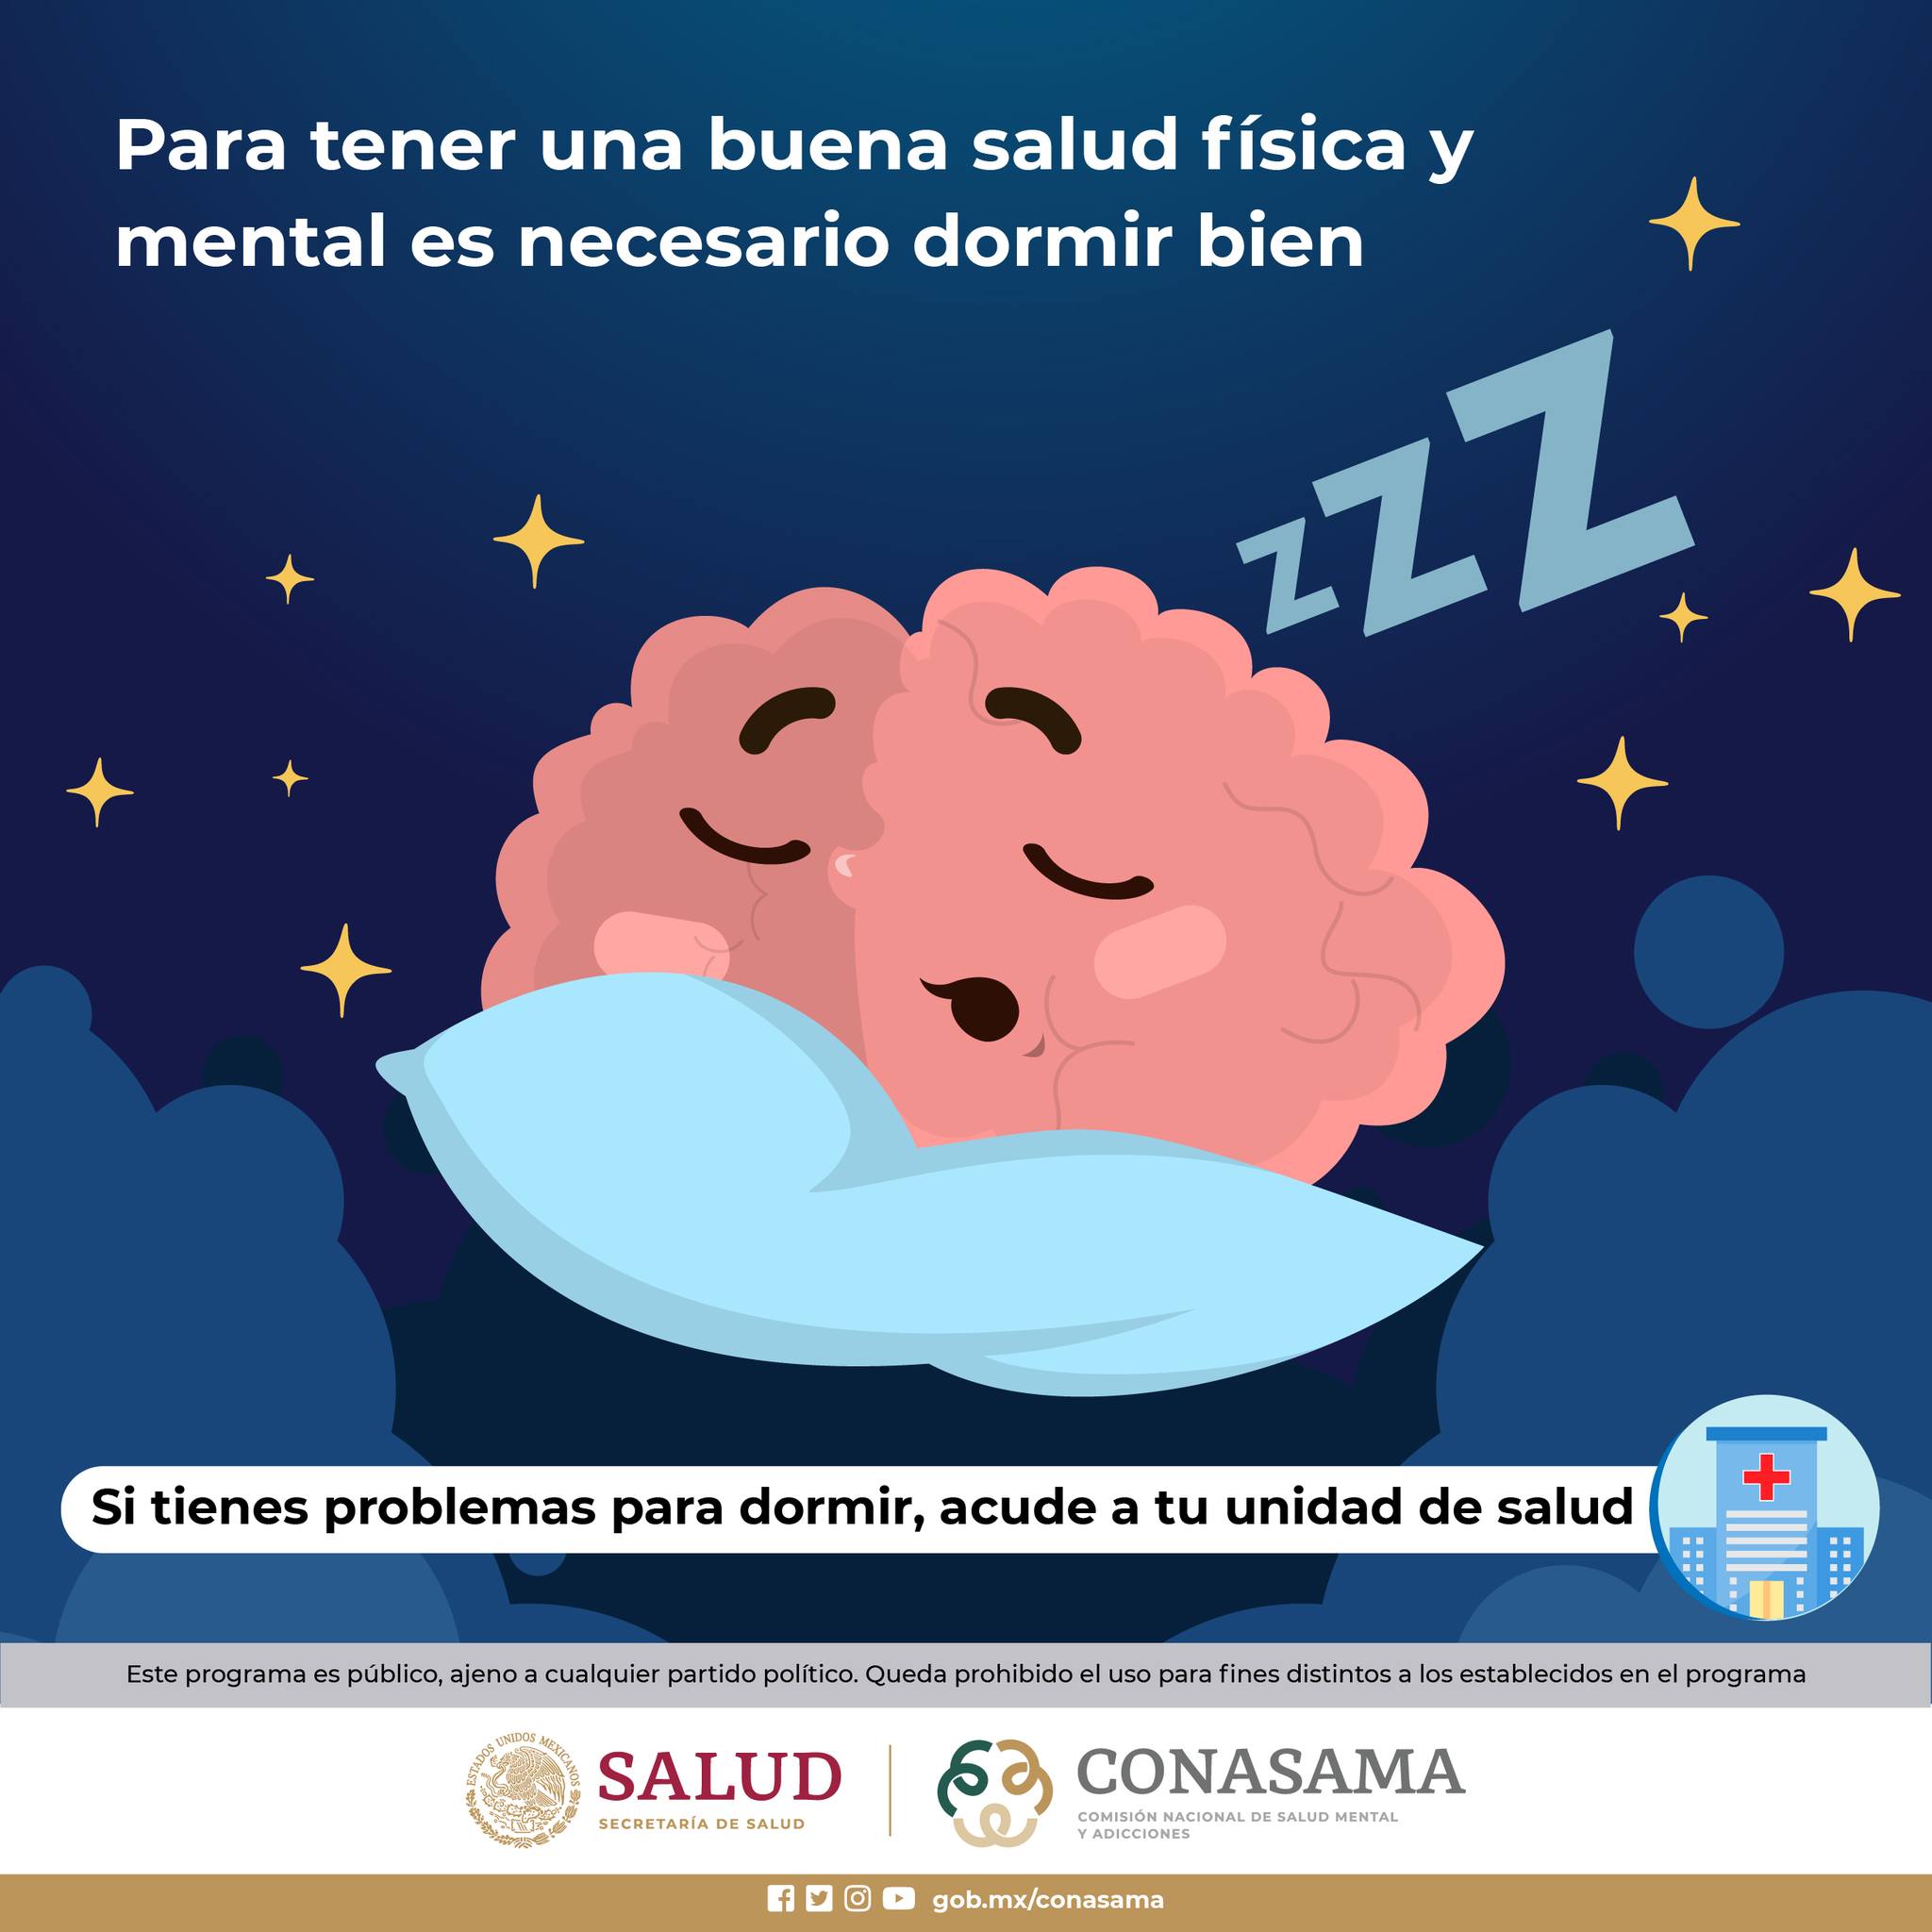 Para tener una buena salud física y
mental es necesario dormir bien
zzZ
Si tienes problemas para dormir, acude a tu unidad de salud
Este programa es público, ajeno a cualquier partido político. Queda prohibido el uso para fines distintos a los establecidos en el programa
ESTADOS UNIDOS MEXICANOS
SALUD
SECRETARÍA DE SALUD
CONASAMA
COMISIÓN NACIONAL DE SALUD MENTAL
Y ADICCIONES
gob.mx/conasama